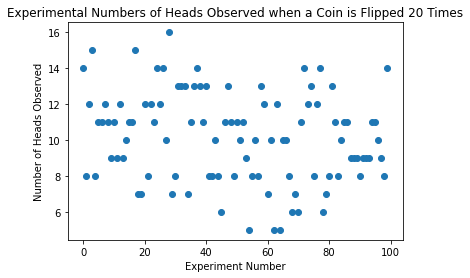 Experimental Numbers of Heads Observed when a Coin is Flipped 20 Times
16
14
12
10
8
6
Number of Heads Observed
0 20 40 60 80 100
Experiment Number